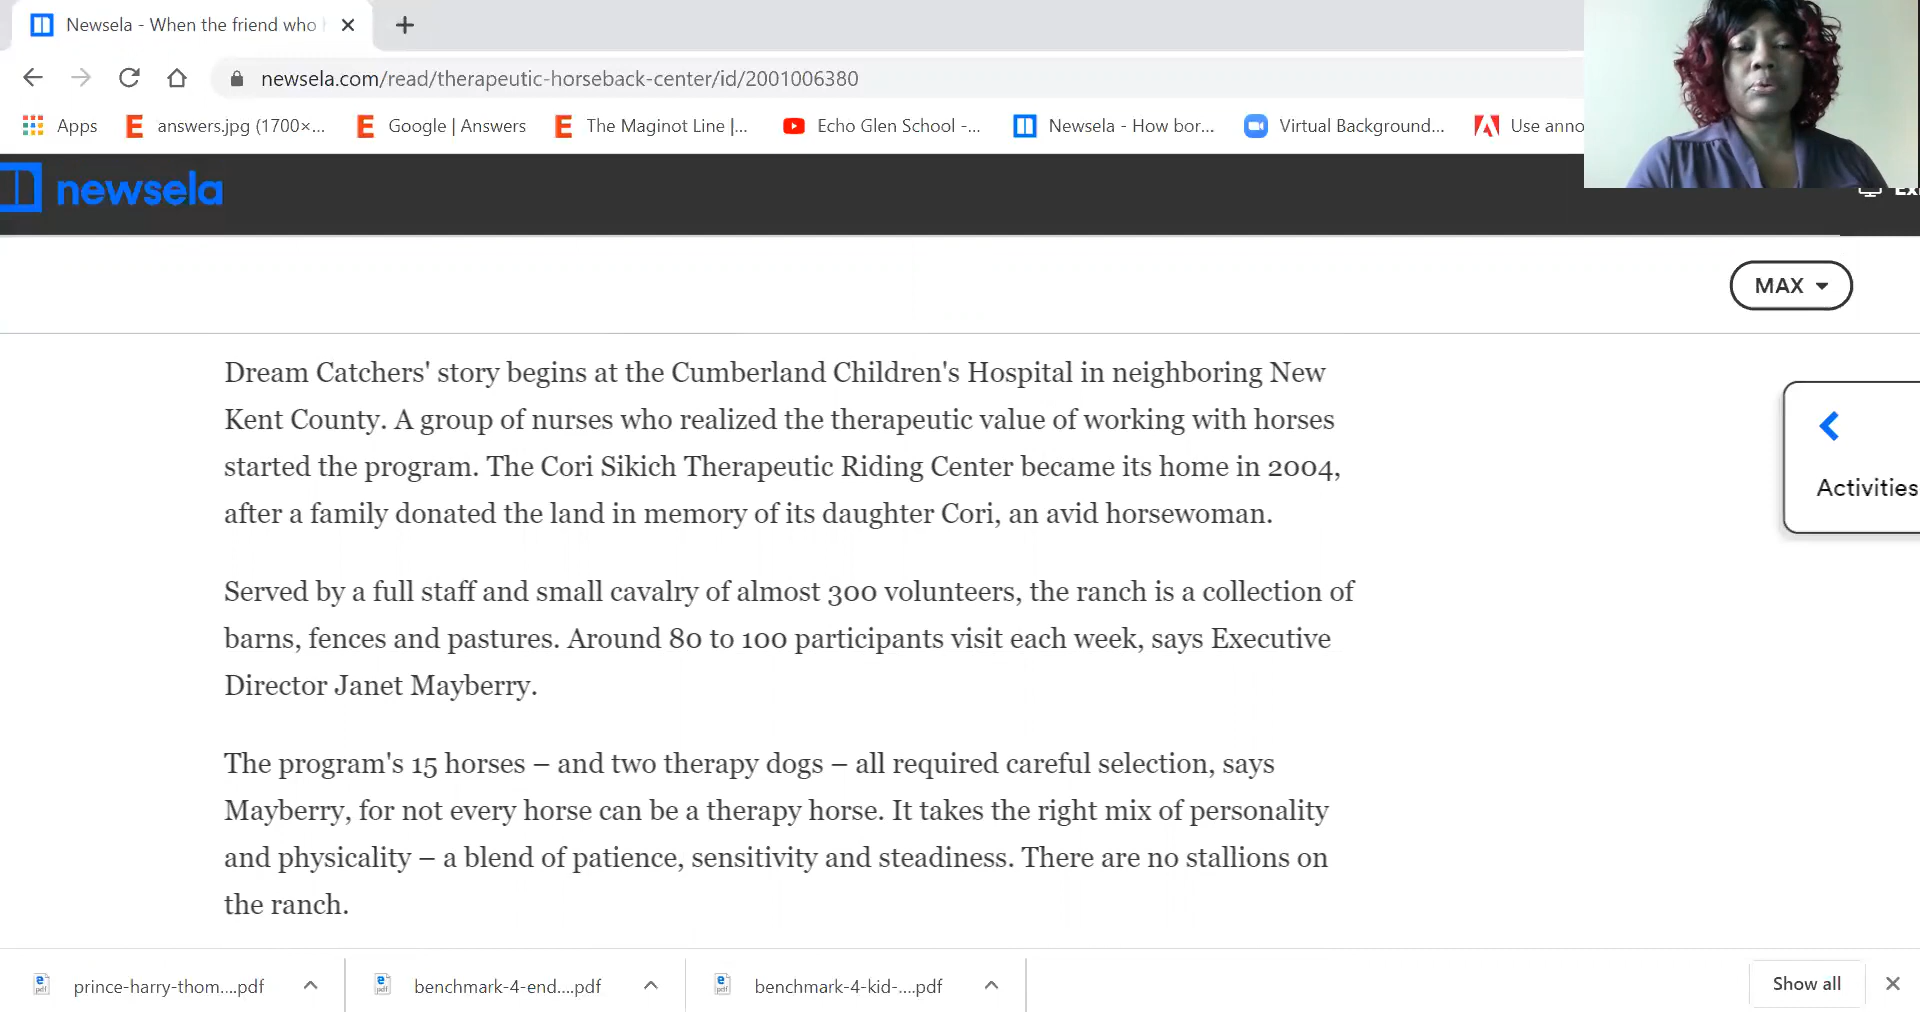 Newsela - When the friend who
newsela.com/read/therapeutic-horseback-center/id/2001006380
Apps
answers.jpg (1700×...
Google | Answers
The Maginot Line |...
Echo Glen School -...
Newsela - How bor...
Virtual Background...
Use anno
newsela
MAX
Dream Catchers' story begins at the Cumberland Children's Hospital in neighboring New
Kent County. A group of nurses who realized the therapeutic value of working with horses
started the program. The Cori Sikich Therapeutic Riding Center became its home in 2004,
after a family donated the land in memory of its daughter Cori, an avid horsewoman.
Activities
Served by a full staff and small cavalry of almost 300 volunteers, the ranch is a collection of
barns, fences and pastures. Around 80 to 100 participants visit each week, says Executive
Director Janet Mayberry.
The program's 15 horses – and two therapy dogs – all required careful selection, says
Mayberry, for not every horse can be a therapy horse. It takes the right mix of personality
and physicality – a blend of patience, sensitivity and steadiness. There are no stallions on
the ranch.
prince-harry-thom....pdf
benchmark-4-end....pdf
benchmark-4-kid-....pdf
Show all